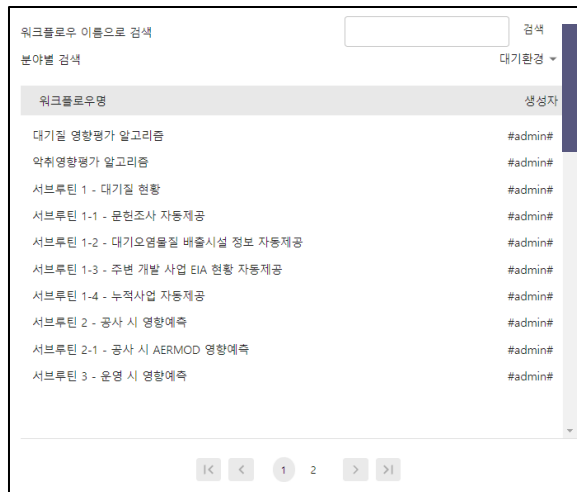 워크플로우 이름으로 검색 검색
분야별 검색 대기환경
워크플로우명 생성자
대기질 영향평가 알고리즘 #admin#
악취영향평가 알고리즘 #admin#
서브루틴 1 - 대기질 현황 #admin#
서브루틴 1-1 - 문헌조사 자동제공 #admin#
서브루틴 1-2 - 대기오염물질 배출시설 정보 자동제공 #admin#
서브루틴 1-3 - 주변 개발 사업 EIA 현황 자동제공 #admin#
서브루틴 1-4 - 누적사업 자동제공 #admin#
서브루틴 2 - 공사 시 영향예측 #admin#
서브루틴 2-1 - 공사 시 AERMOD 영향예측 #admin#
서브루틴 3 - 운영 시 영향예측 #admin#
1 2